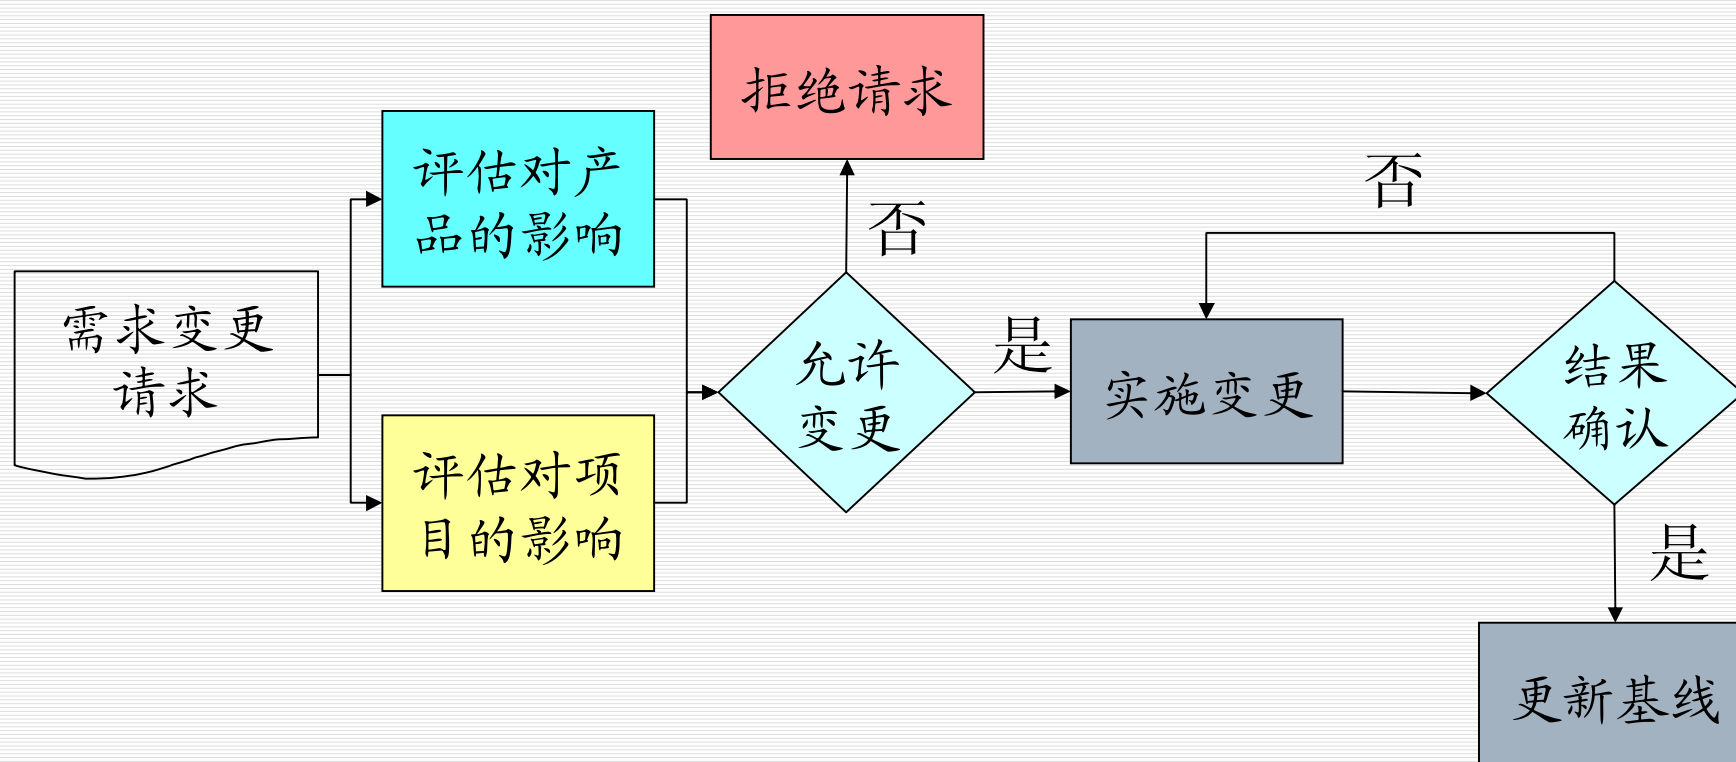 需求变更
请求
评估对产
品的影响
评估对项
目的影响
拒绝请求
否
允许
变更
是
实施变更
否
结果
确认
是
更新基线